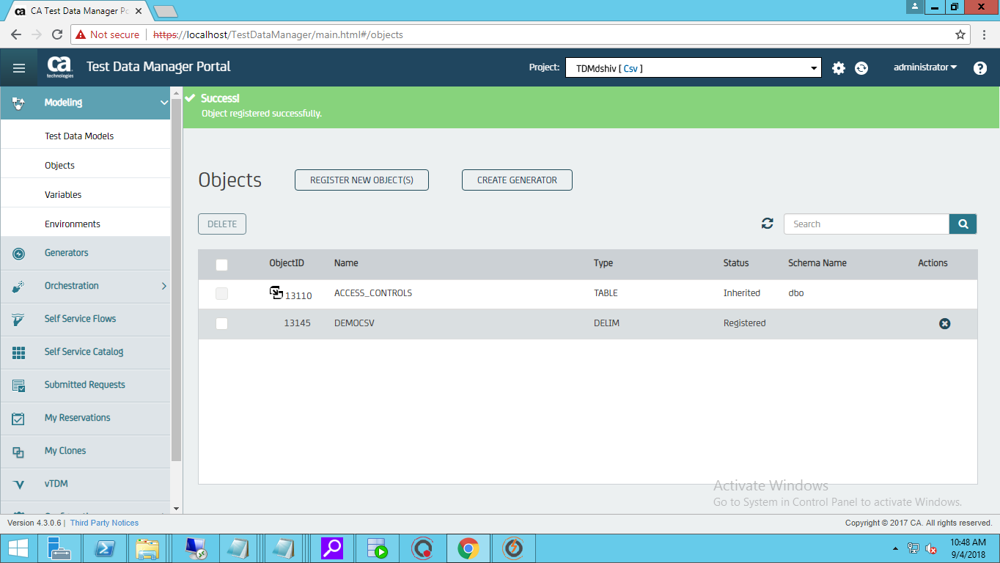 CA Test Data Manager Po
Not secure https://localhost/TestDataManager/main.html#/objects
ca technologies Test Data Manager Portal Project: TDMdshiv [ Csv ] administrator ?
Modeling
Test Data Models
Objects
Variables
Environments
Generators
Orchestration
Self Service Flows
Self Service Catalog
Submitted Requests
My Reservations
My Clones
vTDM
Success!
Object registered successfully.
Objects REGISTER NEW OBJECT(S) CREATE GENERATOR
DELETE Search
ObjectID Name Type Status Schema Name Actions
13110 ACCESS_CONTROLS TABLE Inherited dbo
13145 DEMOCSV DELIM Registered
Activate Windows
Go to System in Control Panel to activate Windows.
Version 4.3.0.6 | Third Party Notices Copyright © 2017 CA. All rights reserved.
10:48 AM
9/4/2018